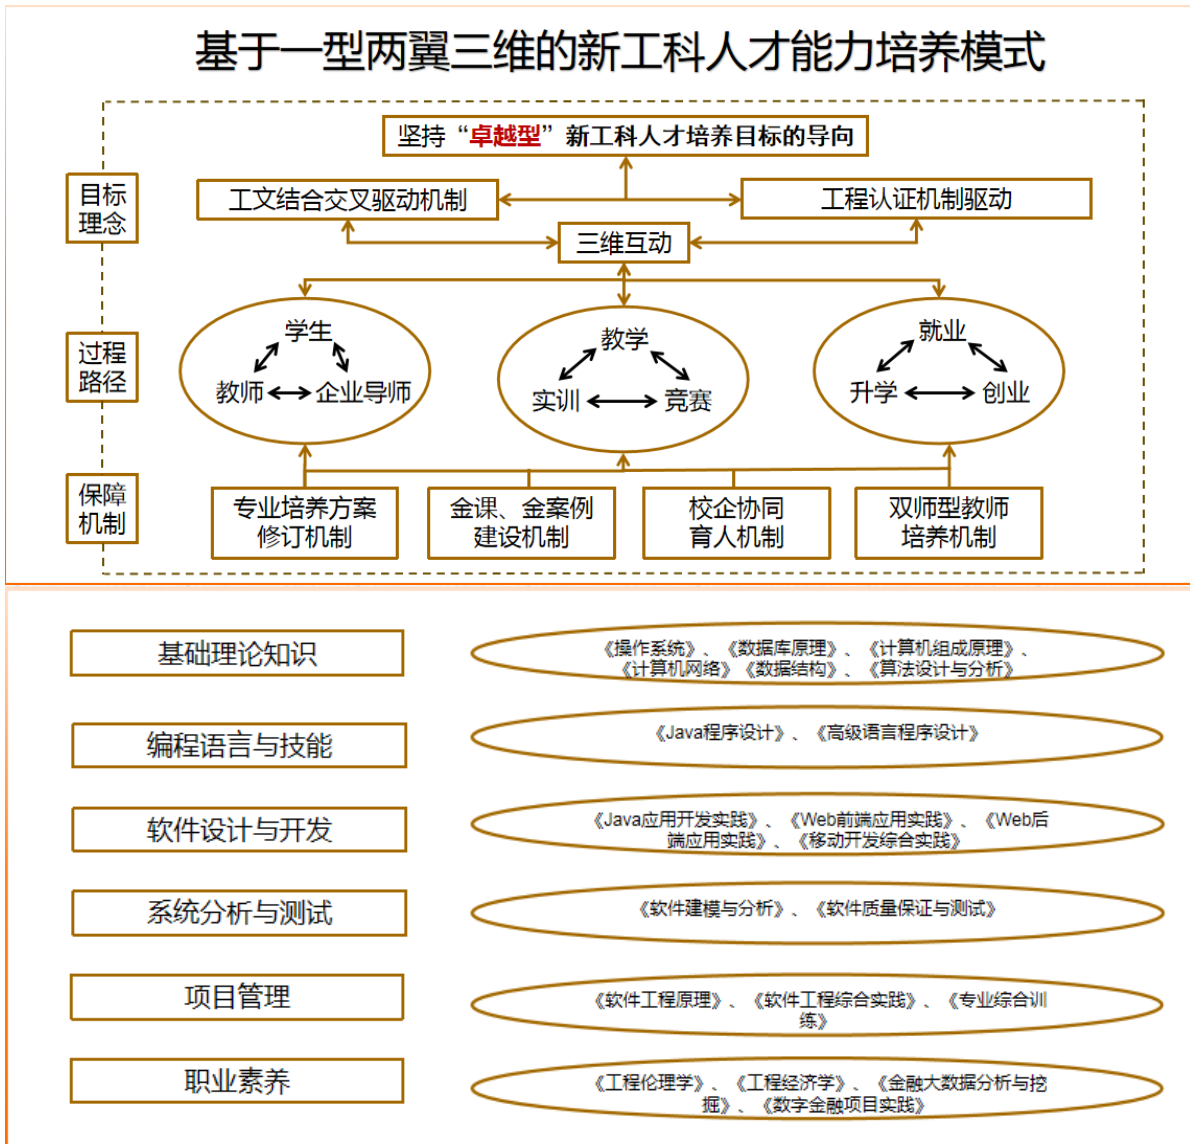 基于一型两翼三维的新工科人才能力培养模式
坚持“卓越型”新工科人才培养目标的导向
目标
理念
工文结合交叉驱动机制
工程认证机制驱动
三维互动
过程
路径
学生
教师
企业导师
教学
实训
竞赛
就业
升学
创业
保障
机制
专业培养方案
修订机制
金课、金案例
建设机制
校企协同
育人机制
双师型教师
培养机制
基础理论知识
《操作系统》、《数据库原理》、《计算机组成原理》、
《计算机网络》《数据结构》、《算法设计与分析》
编程语言与技能
《Java程序设计》、《高级语言程序设计》
软件设计与开发
《Java应用开发实践》、《Web前端应用实践》、《Web后
端应用实践》、《移动开发综合实践》
系统分析与测试
《软件建模与分析》、《软件质量保证与测试》
项目管理
《软件工程原理》、《软件工程综合实践》、《专业综合训
练》
职业素养
《工程伦理学》、《工程经济学》、《金融大数据分析与挖
掘》、《数字金融项目实践》